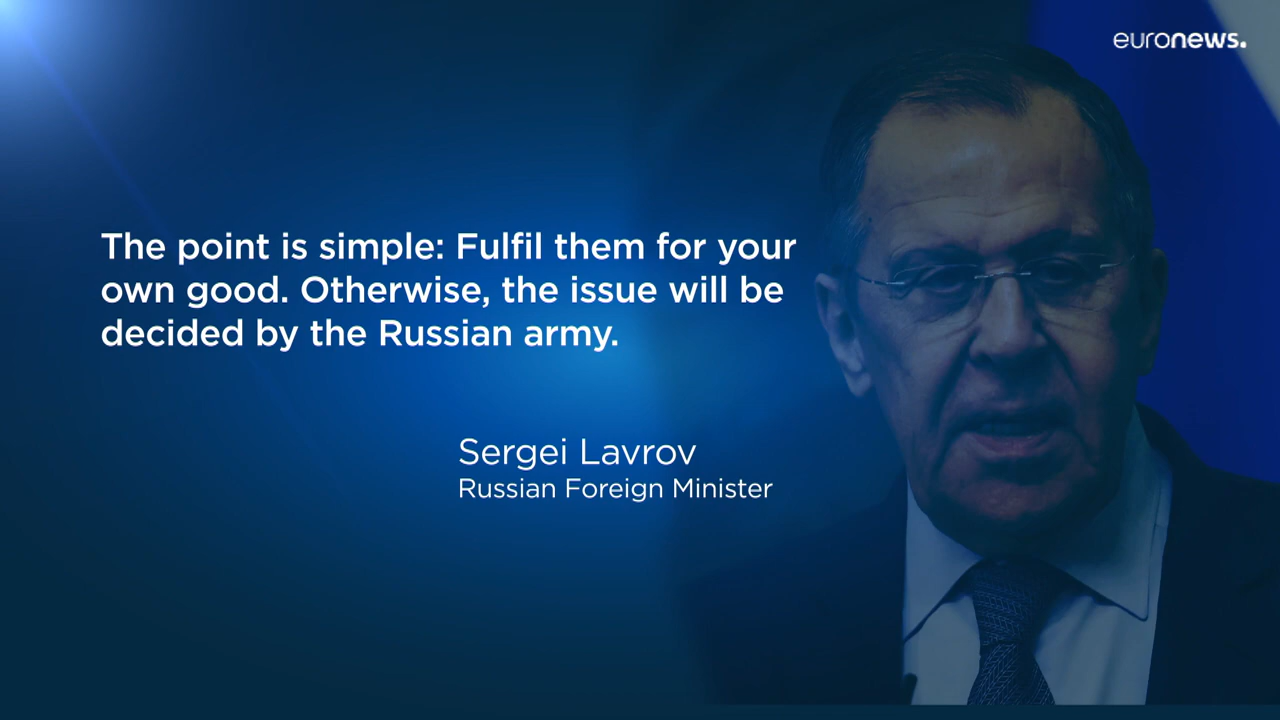 euronews.
The point is simple: Fulfil them for your
own good. Otherwise, the issue will be
decided by the Russian army.
Sergei Lavrov
Russian Foreign Minister